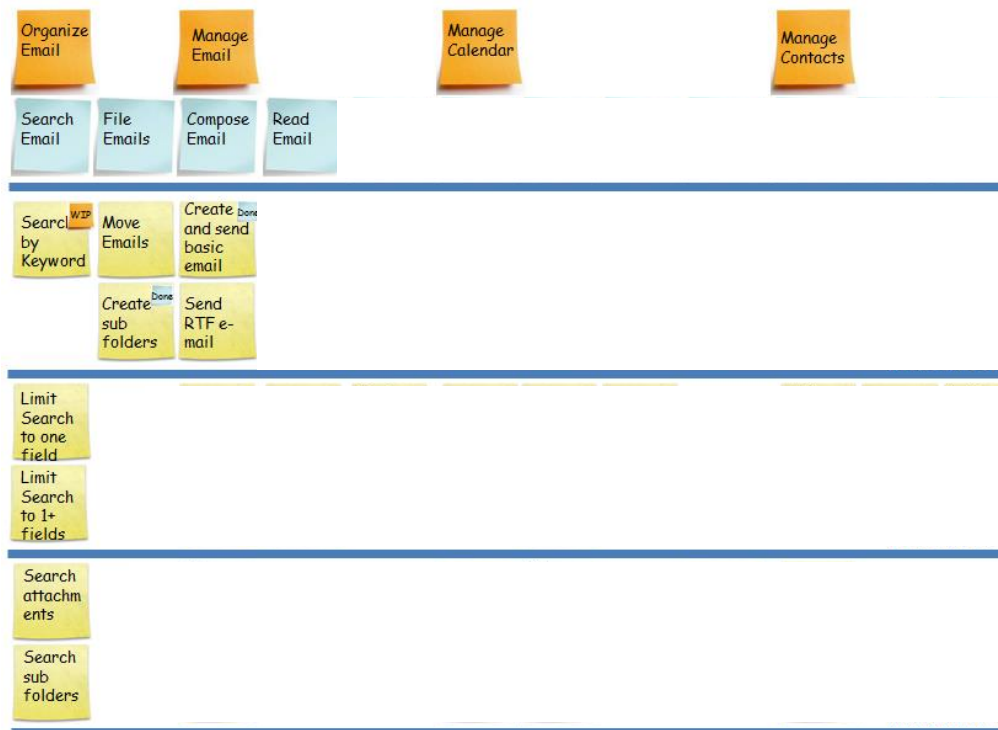 Organize
Email
Manage
Email
Manage
Calendar
Manage
Contacts
Search
Email
File
Emails
Compose
Email
Read
Email
WIP
by
Keyword
Move
Emails
Create
Done
and send
basic
email
Create
Done
sub
folders
Send
RTF e-
mail
Limit
Search
to one
field
Limit
Search
to 1+
fields
Search
attachm
ents
Search
sub
folders